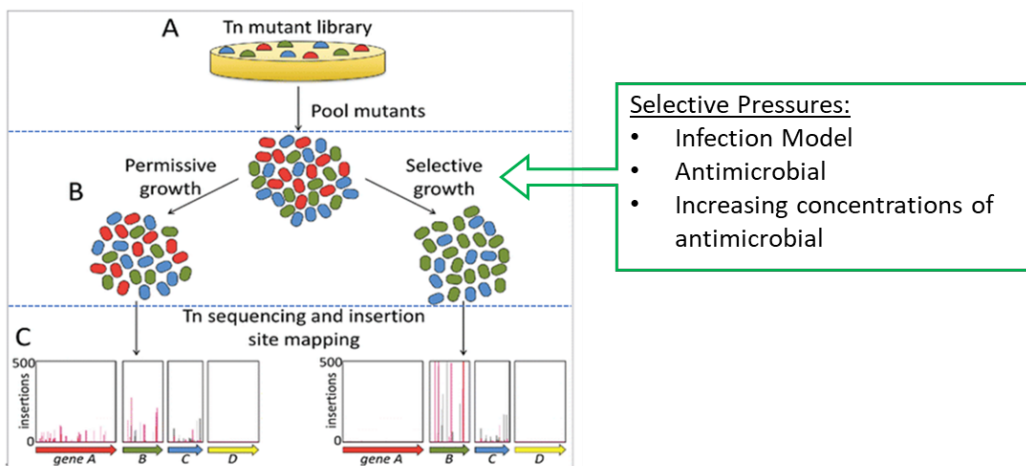 A
Tn mutant library
Pool mutants
Selective Pressures:
• Infection Model
• Antimicrobial
• Increasing concentrations of
antimicrobial
B
Permissive
growth
Selective
growth
Tn sequencing and insertion
site mapping
C
500
insertions
0
gene A
B
C
D
500
insertions
0
gene A
B
C
D